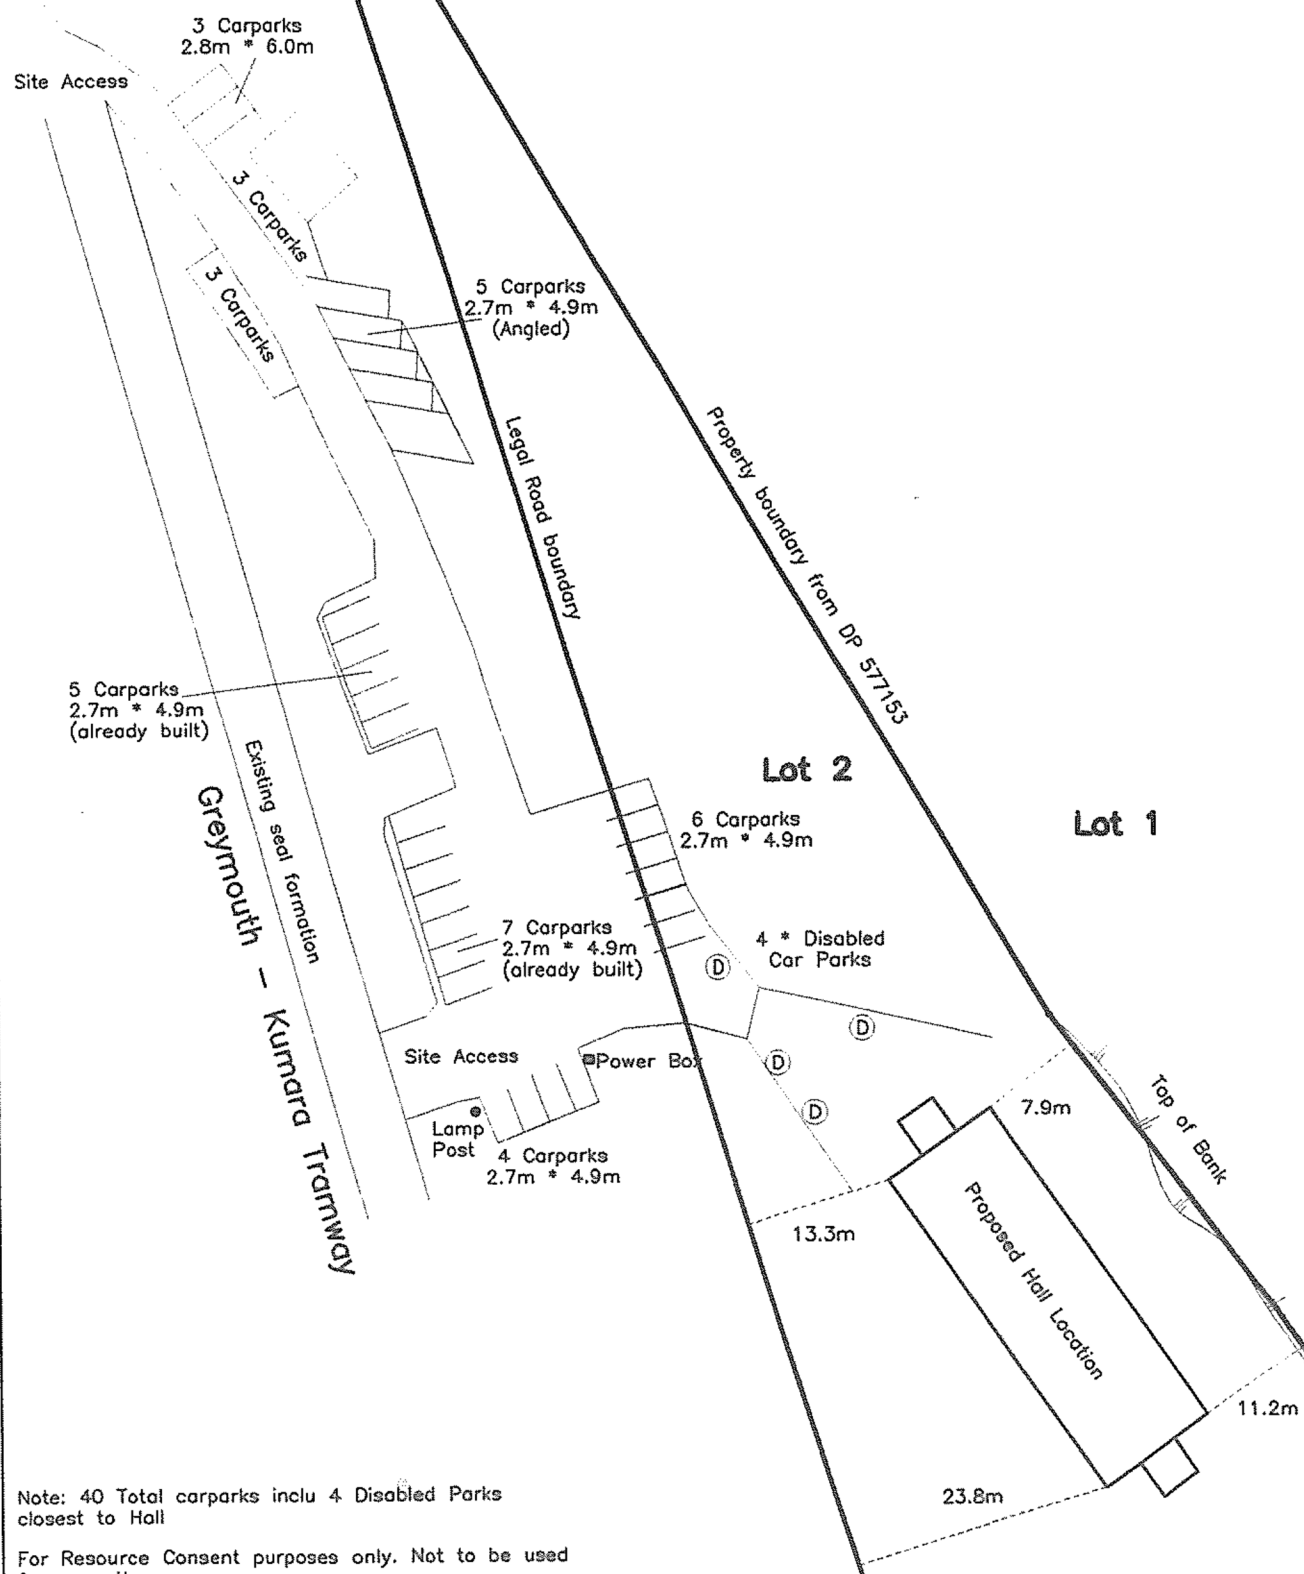 3 Carparks
2.8m * 6.0m
Site Access
3 Carparks
3 Carparks
5 Carparks
2.7m * 4.9m
(Angled)
Legal Road boundary
Property boundary from DP 577153
5 Carparks
2.7m * 4.9m
(already built)
Existing seal formation
Greymouth - Kumara Tramway
Lot 2
Lot 1
6 Carparks
2.7m * 4.9m
7 Carparks
2.7m * 4.9m
(already built)
4 * Disabled
Car Parks
D
D
D
D
Site Access
Power Box
Lamp
Post
4 Carparks
2.7m * 4.9m
7.9m
Top of Bank
13.3m
Proposed Hall Location
11.2m
23.8m
Note: 40 Total carparks inclu 4 Disabled Parks
closest to Hall
For Resource Consent purposes only. Not to be used